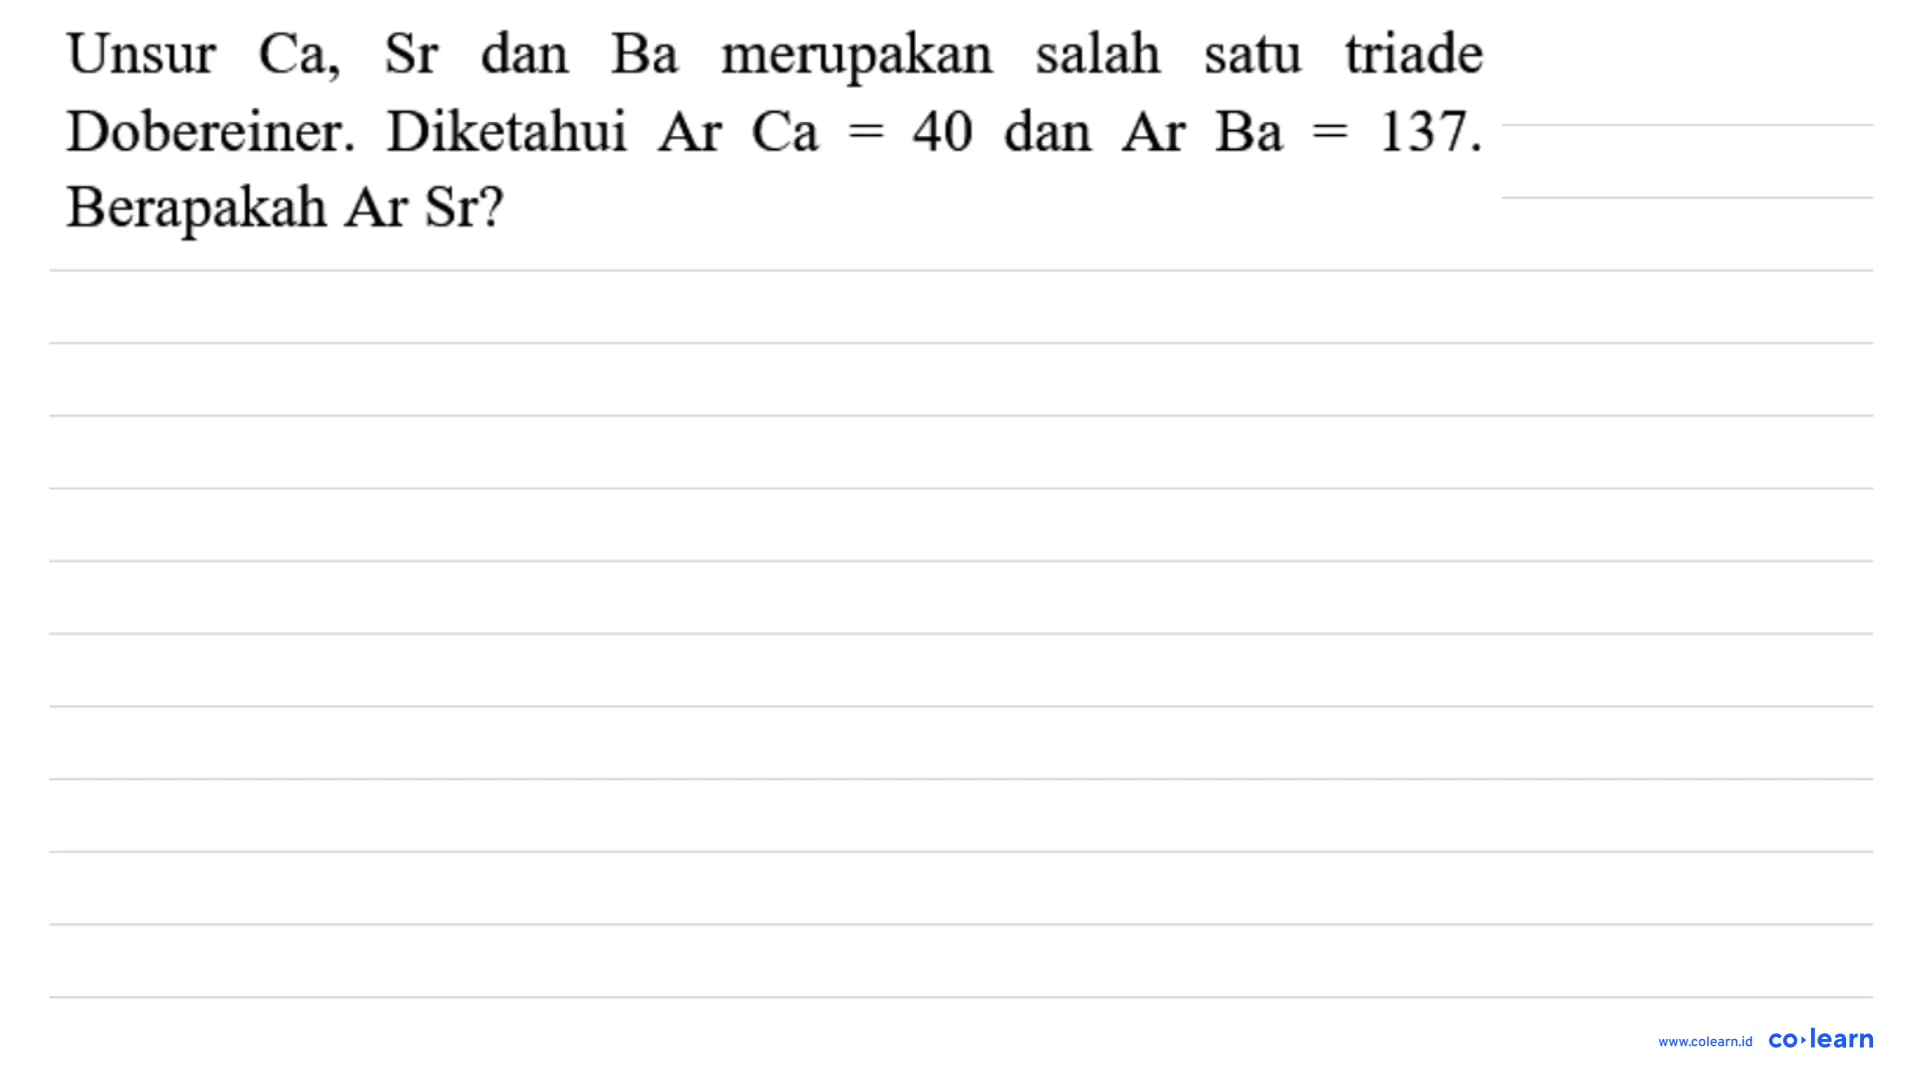 Unsur Ca, Sr dan Ba merupakan salah satu triade
Dobereiner. Diketahui Ar Ca = 40 dan Ar Ba = 137.
Berapakah Ar Sr?
www.colearn.id co learn